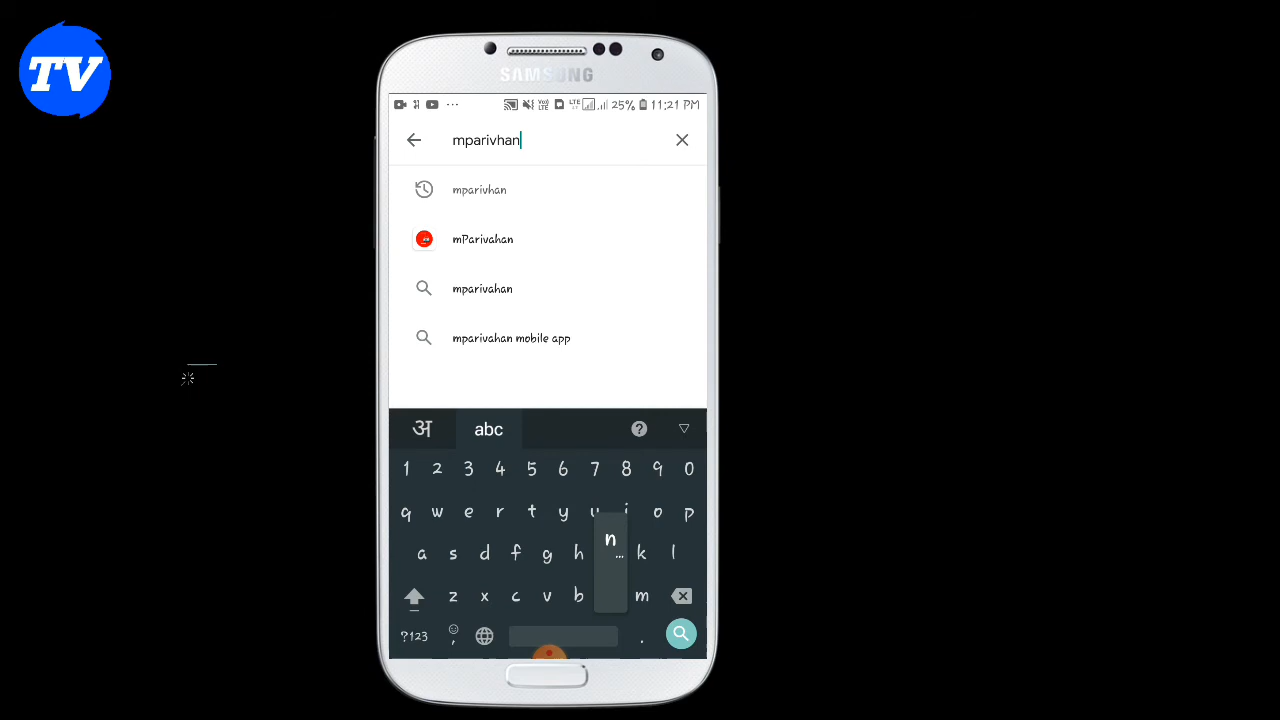 TV
SAMSUNG
25% 11:21 PM
mparivhan
mparivhan
mParivahan
mparivahan
mparivahan mobile app
अ abc
1 2 3 4 5 6 7 8 9 0
q w e r t y u i o p
a s d f g h k l
n
z x c v b m
?123 , .